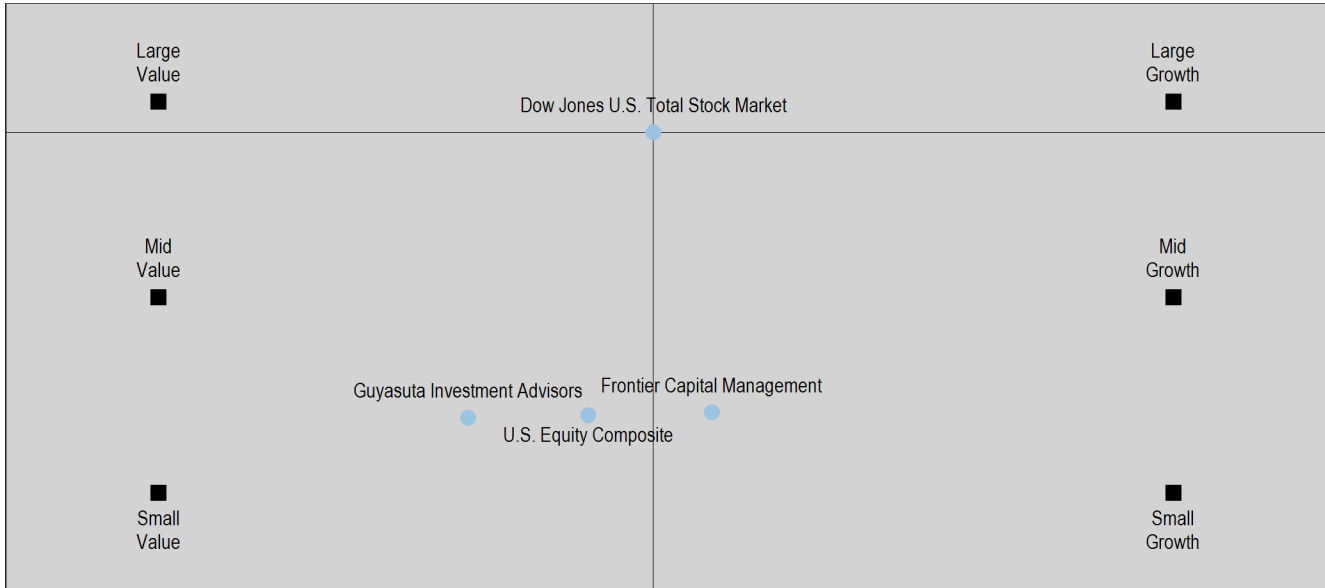 Large
Value
Large
Growth
Dow Jones U.S. Total Stock Market
Mid
Value
Mid
Growth
Guyasuta Investment Advisors
Frontier Capital Management
U.S. Equity Composite
Small
Value
Small
Growth